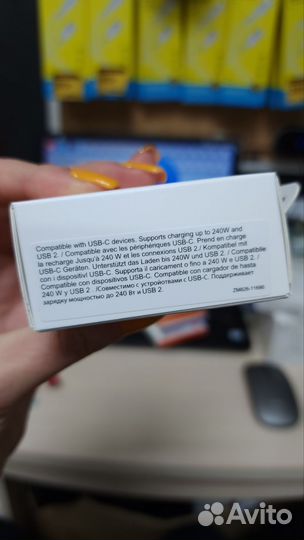 Compatible with USB-C devices. Supports charging up to 240W and
USB 2. / Compatible avec les périphériques USB-C. Prend en charge
la recharge Jusqu'à 240 W et les connexions USB 2./ Kompatibel mit
USB-C Geräten. Unterstützt das Laden bis 240W und USB 2. / Compatibile
con i dispositivi USB-C. Supporta il caricamento o fino a 240 W e USB 2. /
Compatible con dispositivos USB-C. Compatible con cargador de hasta
240 W y USB 2 . /Совместимо с устройствами с USB-C. Поддерживает
зарядку мощностью до 240 Вт и USB 2.
ZM826-11696
Avito